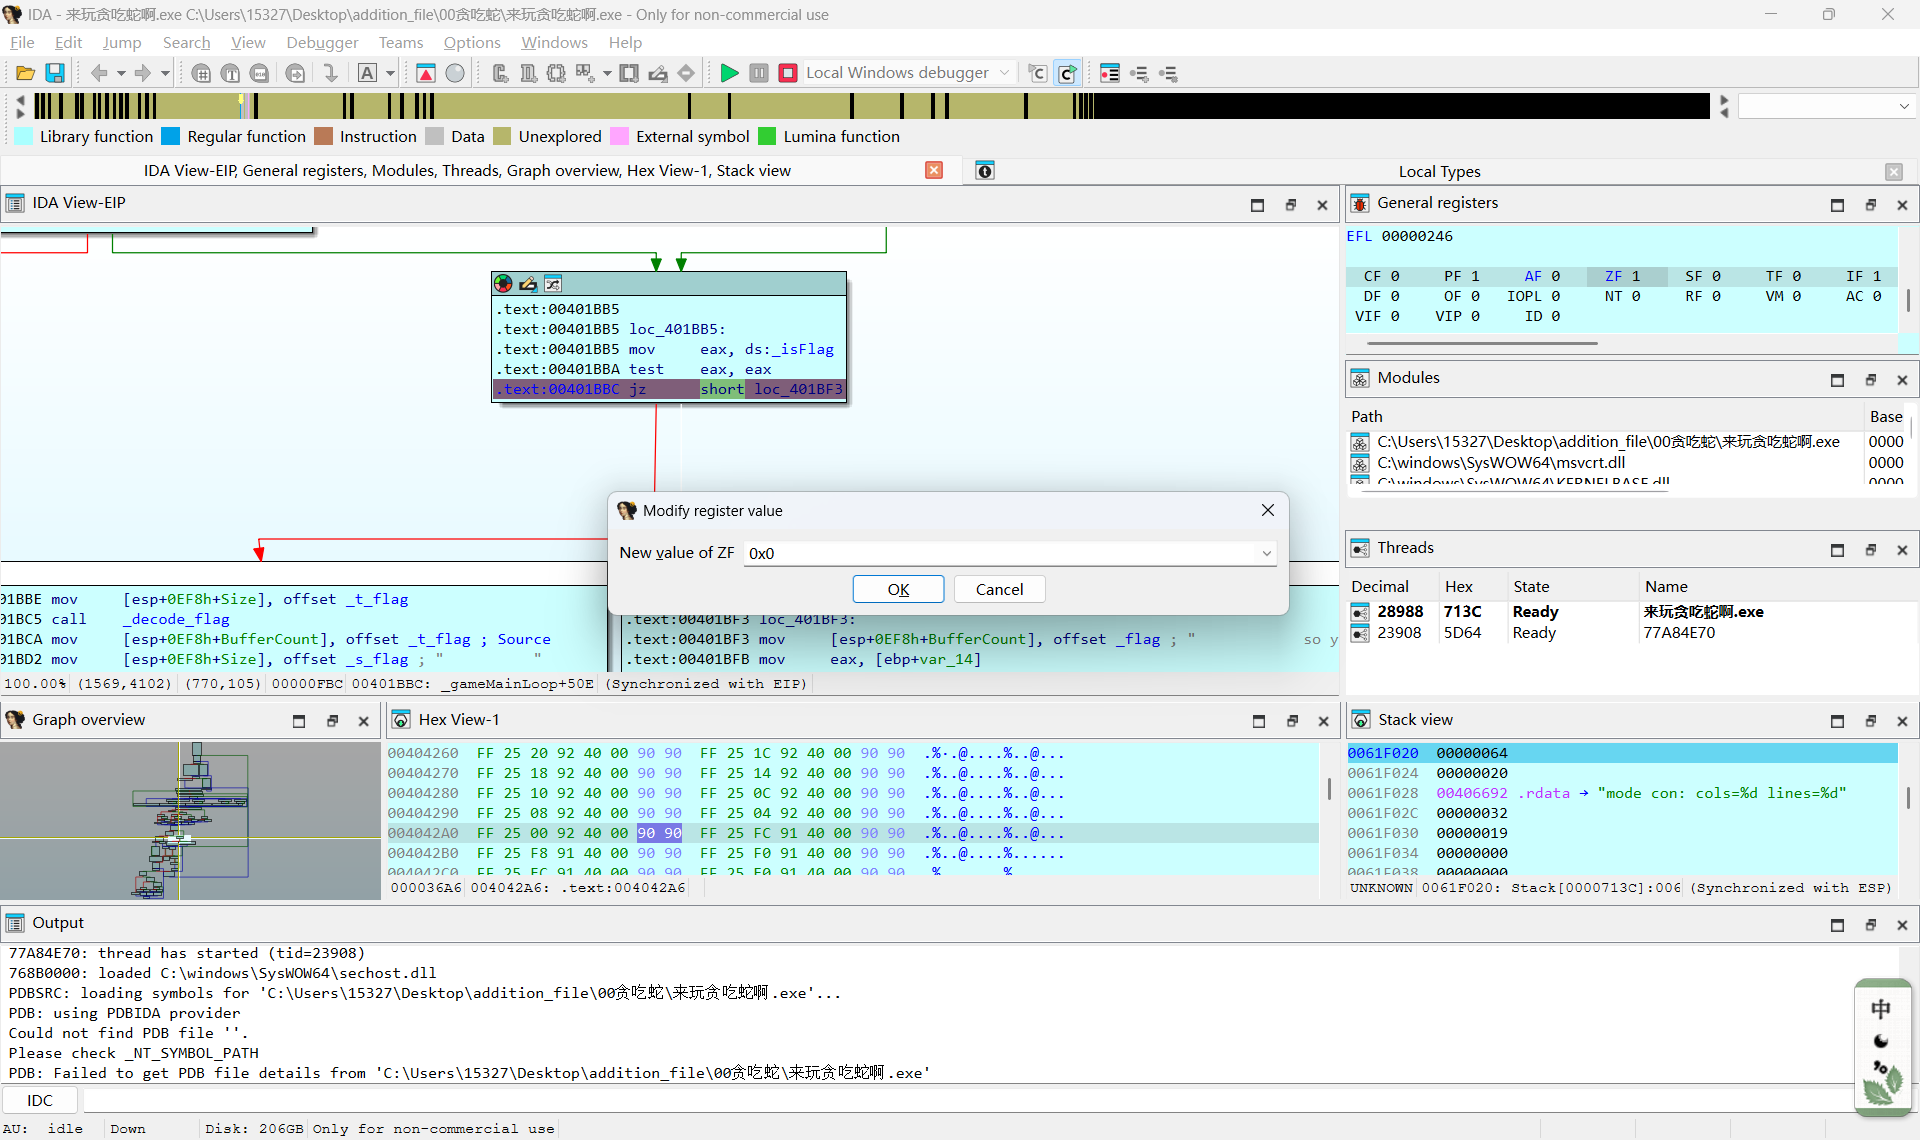 IDA - 来玩贪吃蛇啊.exe C:\Users\15327\Desktop\addition_file\00贪吃蛇\来玩贪吃蛇啊.exe - Only for non-commercial use
File Edit Jump Search View Debugger Teams Options Windows Help
Local Windows debugger
Library function Regular function Instruction Data Unexplored External symbol Lumina function
IDA View-EIP, General registers, Modules, Threads, Graph overview, Hex View-1, Stack view
Local Types
IDA View-EIP
.text:00401BB5
.text:00401BB5 loc_401BB5:
.text:00401BB5 mov eax, ds:_isFlag
.text:00401BBA test eax, eax
.text:00401BBC jz short loc_401BF3
Modify register value
New value of ZF 0x0
OK Cancel
01BBE mov [esp+0EF8h+Size], offset _t_flag
01BC5 call _decode_flag
01BCA mov [esp+0EF8h+BufferCount], offset _t_flag ; Source
01BD2 mov [esp+0EF8h+Size], offset _s_flag ; " "
.text:00401BF3 loc_401BF3:
.text:00401BF3 mov [esp+0EF8h+BufferCount], offset _flag ; " so y
.text:00401BFB mov eax, [ebp+var_14]
100.00% (1569,4102) (770,105) 00000FBC 00401BBC: _gameMainLoop+50E (Synchronized with EIP)
General registers
EFL 00000246
CF 0 PF 1 AF 0 ZF 1 SF 0 TF 0 IF 1
DF 0 OF 0 IOPL 0 NT 0 RF 0 VM 0 AC 0
VIF 0 VIP 0 ID 0
Modules
Path Base
C:\Users\15327\Desktop\addition_file\00贪吃蛇\来玩贪吃蛇啊.exe 0000
C:\windows\SysWOW64\msvcrt.dll 0000
C:\windows\SysWOW64\KERNELBASE.dll 0000
Threads
Decimal Hex State Name
28988 713C Ready 来玩贪吃蛇啊.exe
23908 5D64 Ready 77A84E70
Graph overview
Hex View-1
00404260 FF 25 20 92 40 00 90 90 FF 25 1C 92 40 00 90 90 .%·.@....%..@...
00404270 FF 25 18 92 40 00 90 90 FF 25 14 92 40 00 90 90 .%..@....%..@...
00404280 FF 25 10 92 40 00 90 90 FF 25 0C 92 40 00 90 90 .%..@....%..@...
00404290 FF 25 08 92 40 00 90 90 FF 25 04 92 40 00 90 90 .%..@....%..@...
004042A0 FF 25 00 92 40 00 90 90 FF 25 FC 91 40 00 90 90 .%..@....%..@...
004042B0 FF 25 F8 91 40 00 90 90 FF 25 F0 91 40 00 90 90 .%..@....%......
004042C0 FF 25 EC 91 40 00 90 90 FF 25 E0 91 40 00 90 90
000036A6 004042A6: .text:004042A6
Stack view
0061F020 00000064
0061F024 00000020
0061F028 00406692 .rdata → "mode con: cols=%d lines=%d"
0061F02C 00000032
0061F030 00000019
0061F034 00000000
0061F038 00000000
UNKNOWN 0061F020: Stack[0000713C]:006 (Synchronized with ESP)
Output
77A84E70: thread has started (tid=23908)
768B0000: loaded C:\windows\SysWOW64\sechost.dll
PDBSRC: loading symbols for 'C:\Users\15327\Desktop\addition_file\00贪吃蛇\来玩贪吃蛇啊.exe'...
PDB: using PDBIDA provider
Could not find PDB file ''.
Please check _NT_SYMBOL_PATH
PDB: Failed to get PDB file details from 'C:\Users\15327\Desktop\addition_file\00贪吃蛇\来玩贪吃蛇啊.exe'
中
IDC
AU: idle Down Disk: 206GB Only for non-commercial use